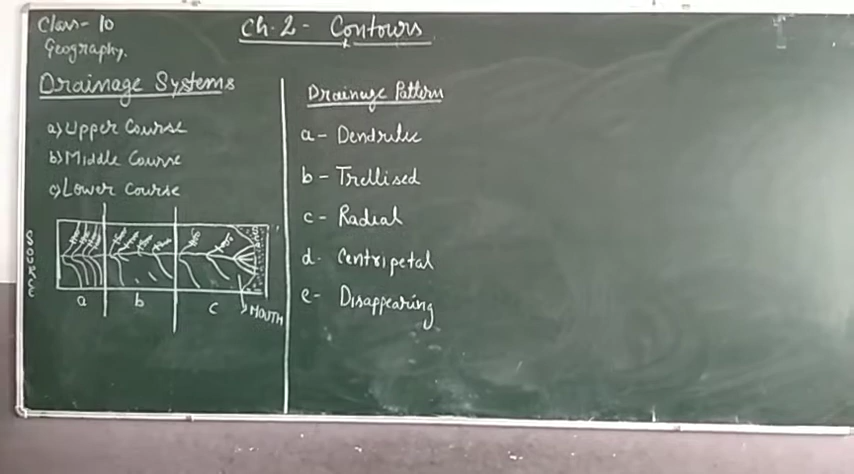 Class- 10
Geography.
Ch. 2 - Contours
Drainage Systems
a) Upper Course
b) Middle Course
c) Lower Course
SOURCE
a
b
c
MOUTH
Drainage Pattern
a - Dendritic
b - Trellised
c - Radial
d. Centripetal
e- Disappearing